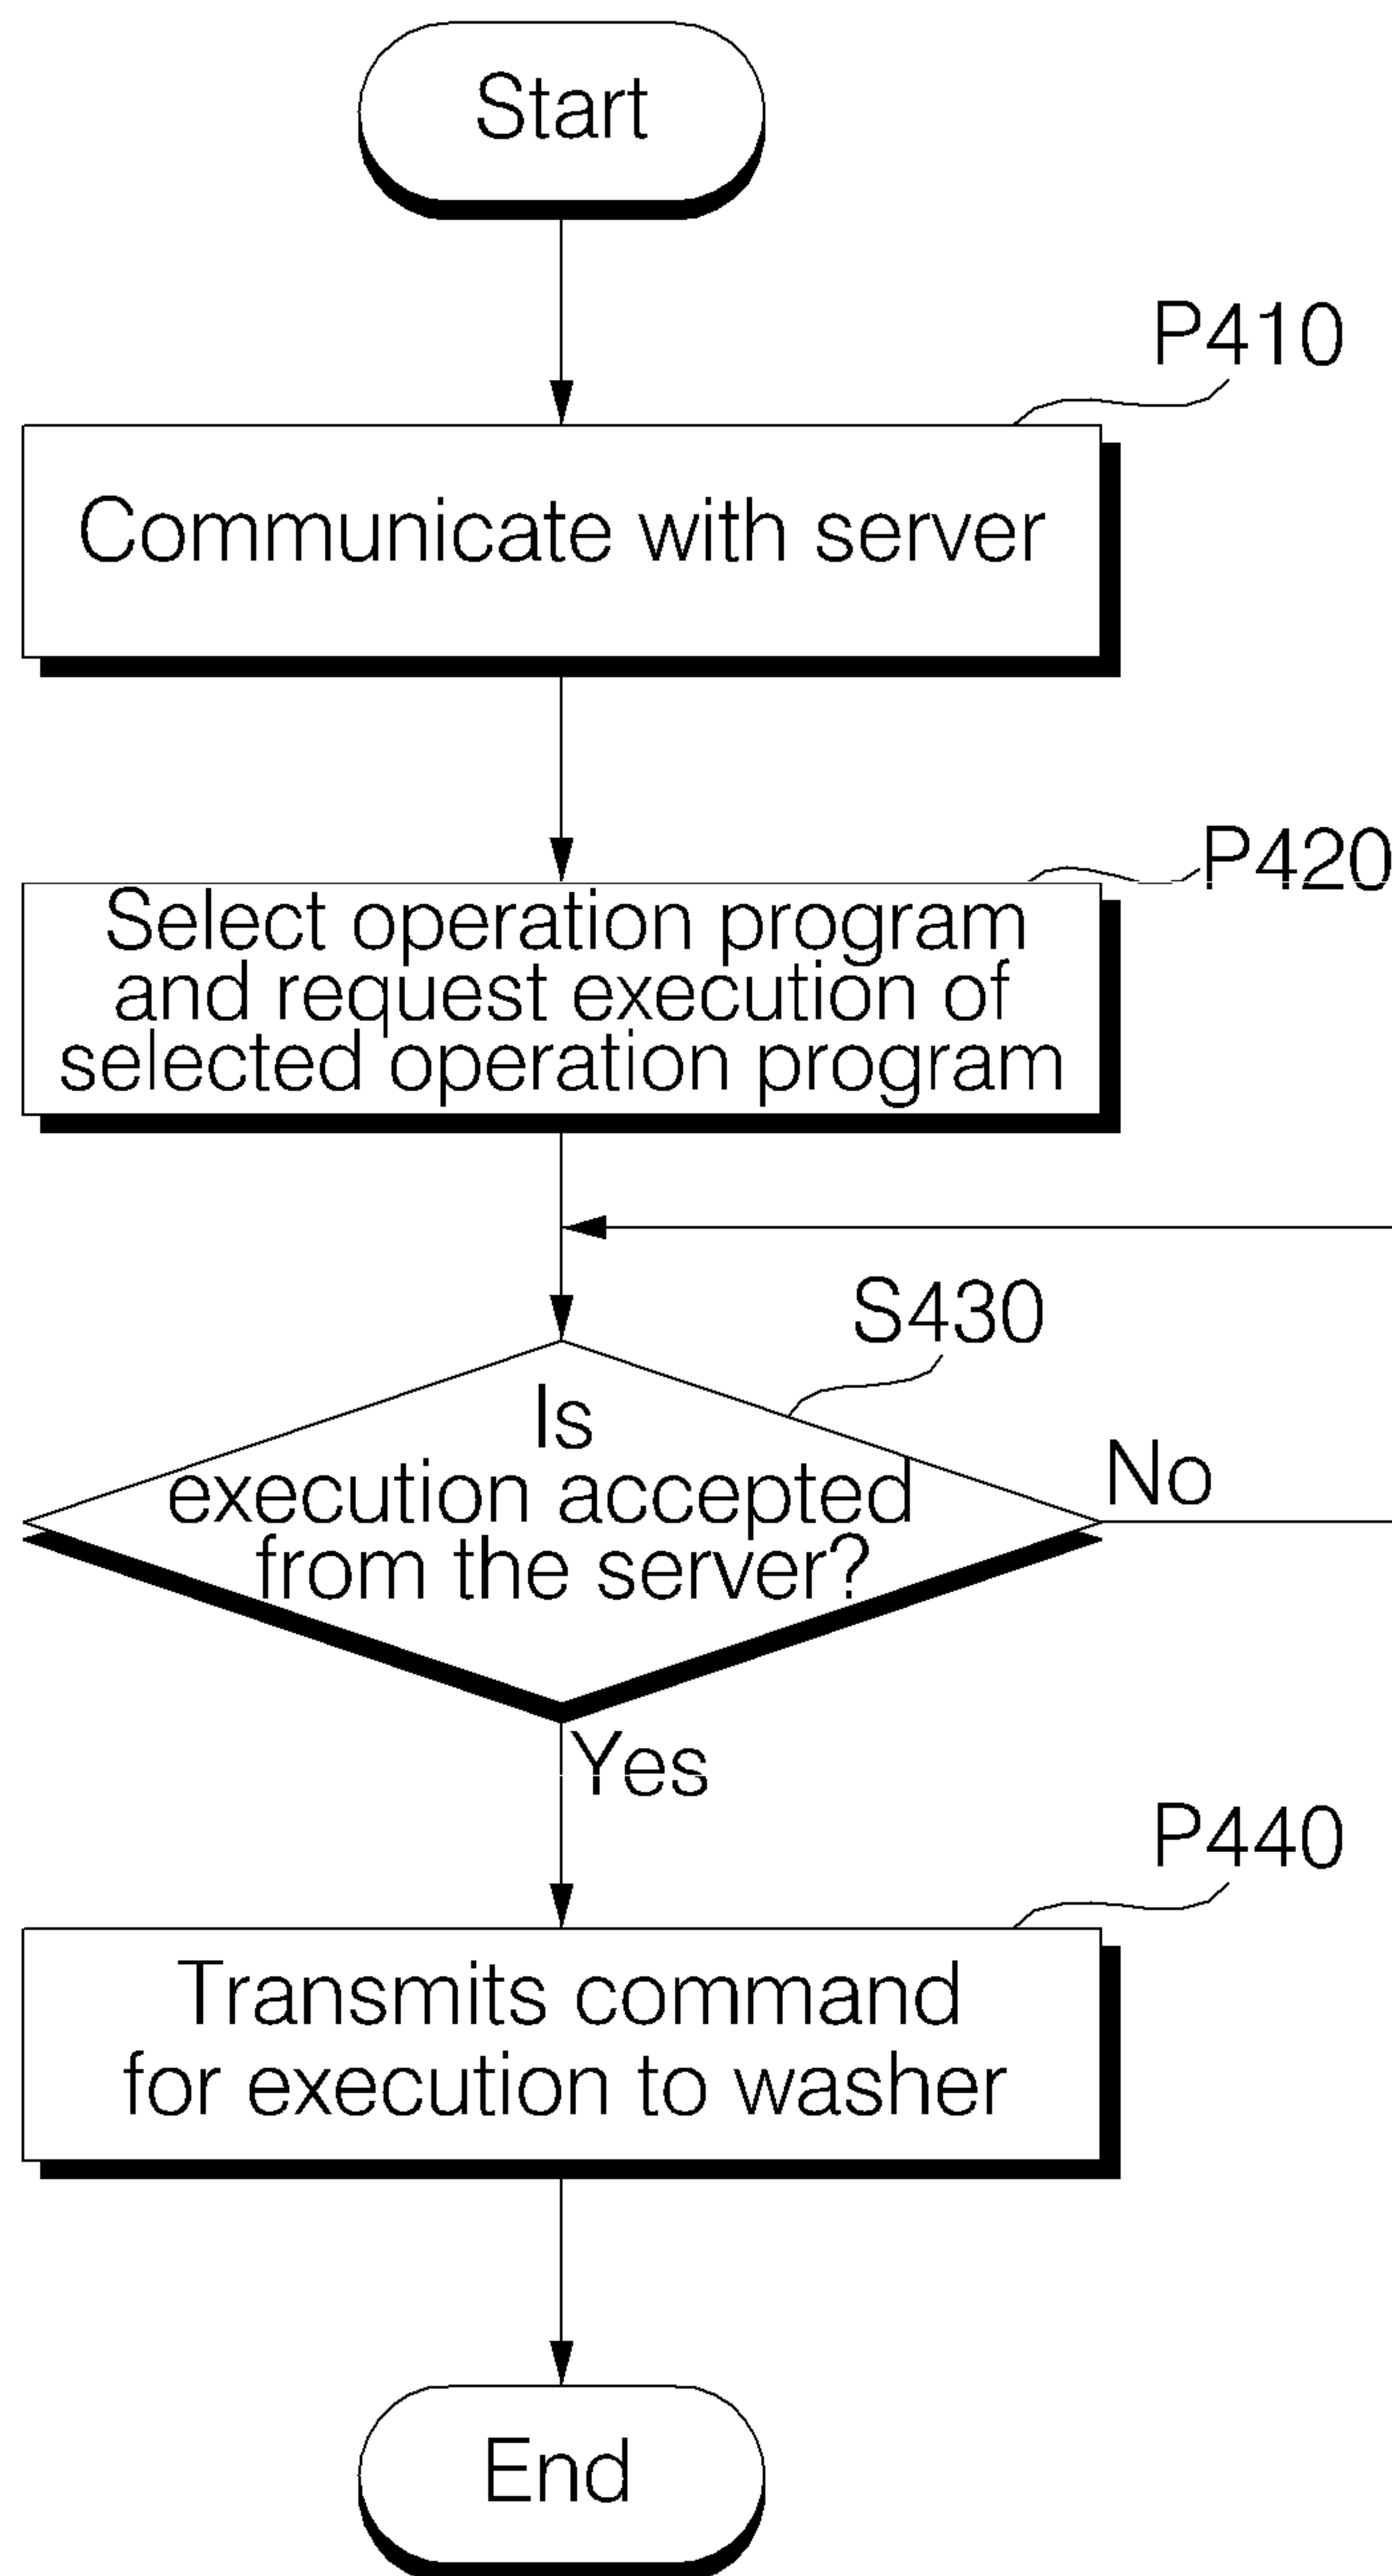 Start
P410
Communicate with server
P420
Select operation program
and request execution of
selected operation program
S430
Is
execution accepted
from the server?
No
Yes
P440
Transmits command
for execution to washer
End